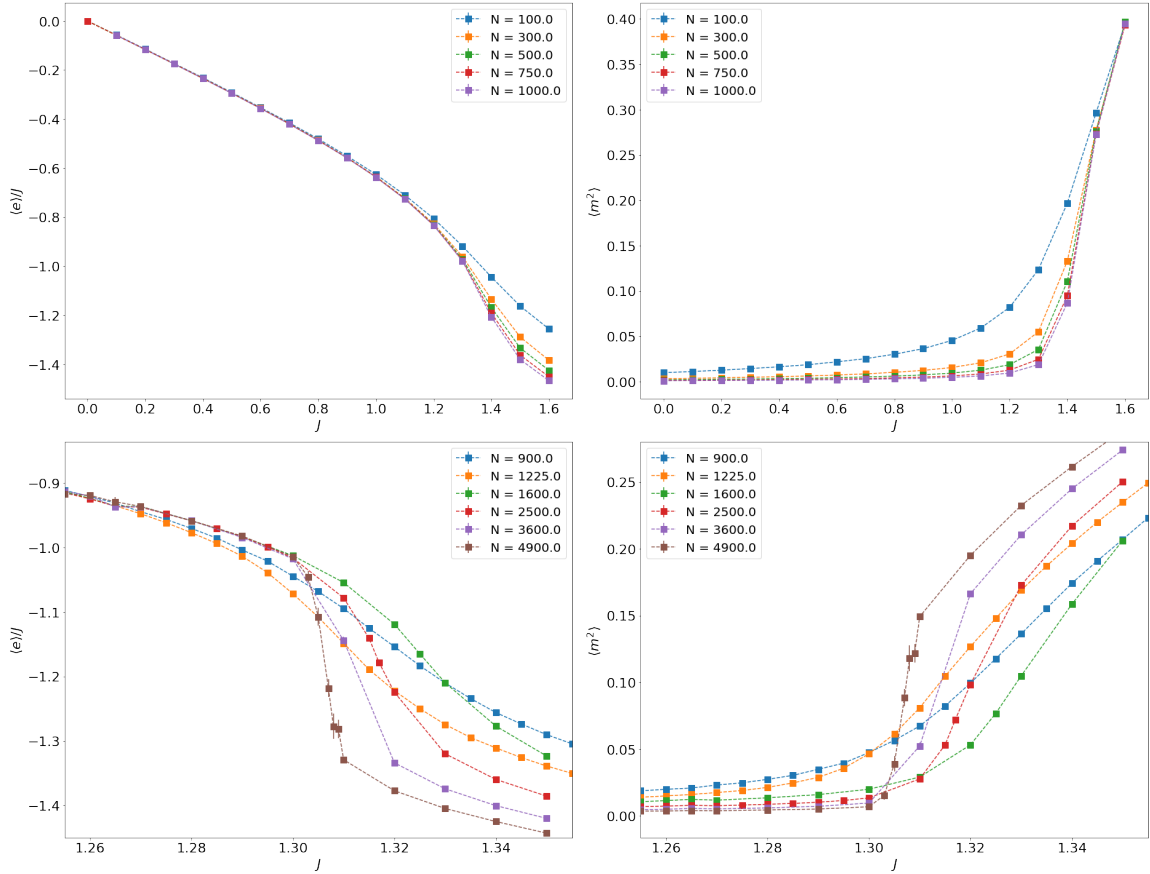 0.0
−0.2
−0.4
−0.6
−0.8
−1.0
−1.2
−1.4
⟨e⟩/J
0.0 0.2 0.4 0.6 0.8 1.0 1.2 1.4 1.6
J
N = 100.0
N = 300.0
N = 500.0
N = 750.0
N = 1000.0
0.40
0.35
0.30
0.25
0.20
0.15
0.10
0.05
0.00
⟨m²⟩
0.0 0.2 0.4 0.6 0.8 1.0 1.2 1.4 1.6
J
N = 100.0
N = 300.0
N = 500.0
N = 750.0
N = 1000.0
−0.9
−1.0
−1.1
−1.2
−1.3
−1.4
⟨e⟩/J
1.26 1.28 1.30 1.32 1.34
J
N = 900.0
N = 1225.0
N = 1600.0
N = 2500.0
N = 3600.0
N = 4900.0
0.25
0.20
0.15
0.10
0.05
0.00
⟨m²⟩
1.26 1.28 1.30 1.32 1.34
J
N = 900.0
N = 1225.0
N = 1600.0
N = 2500.0
N = 3600.0
N = 4900.0